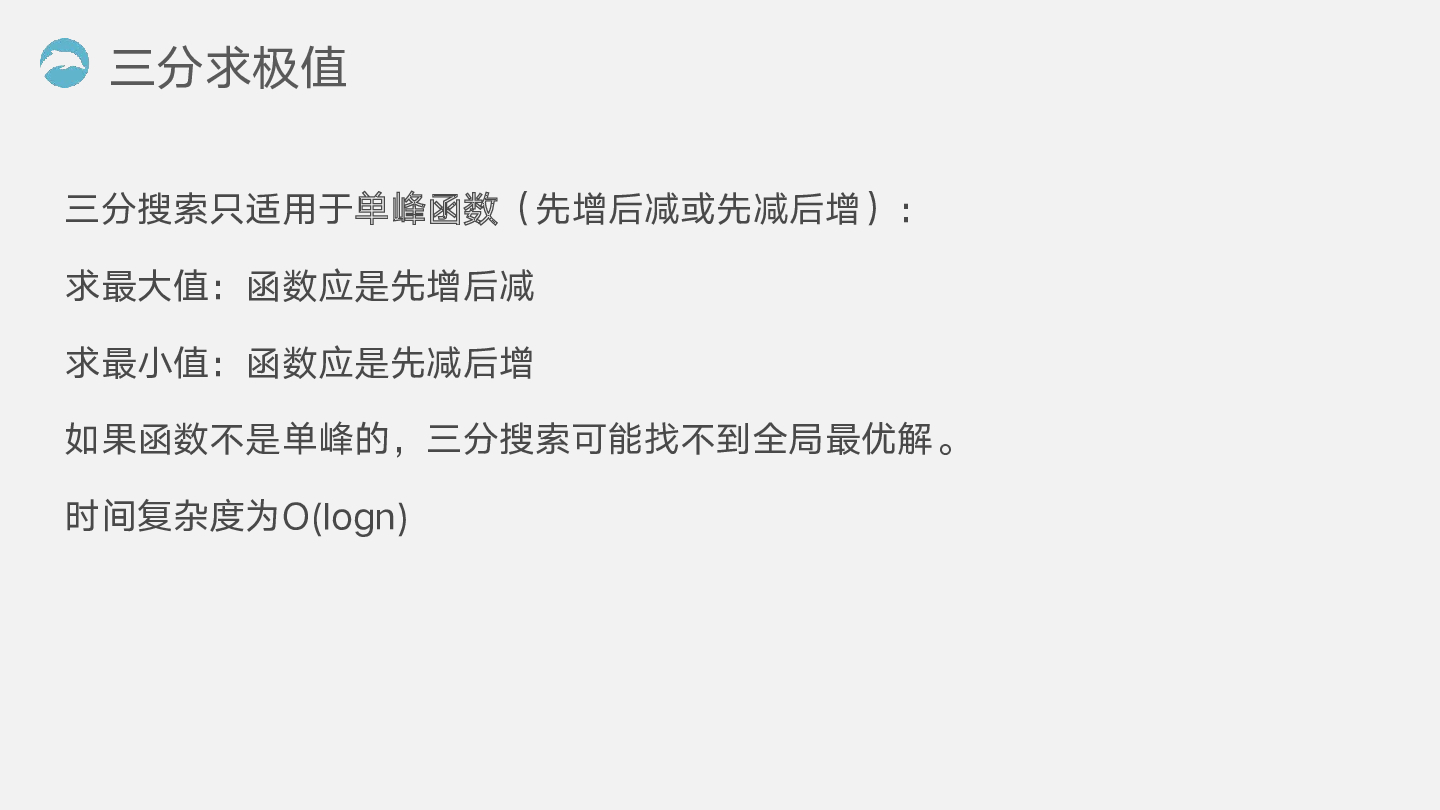 三分求极值
三分搜索只适用于单峰函数（先增后减或先减后增）：
求最大值：函数应是先增后减
求最小值：函数应是先减后增
如果函数不是单峰的，三分搜索可能找不到全局最优解。
时间复杂度为O(logn)